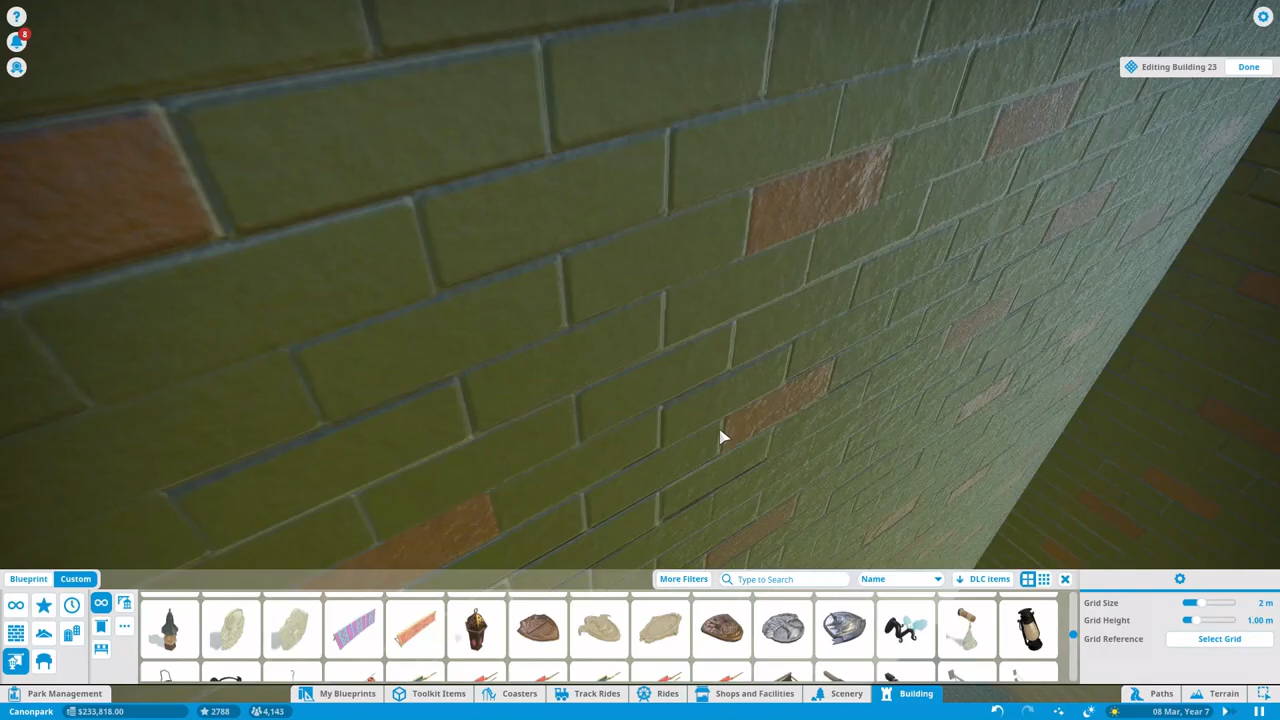 ?
8
Editing Building 23 Done
Blueprint Custom More Filters Type to Search Name DLC items
Grid Size 2 m
Grid Height 1.00 m
Grid Reference Select Grid
Park Management My Blueprints Toolkit Items Coasters Track Rides Rides Shops and Facilities Scenery Building Paths Terrain
Canonpark $233,818.00 2788 4,143 08 Mar, Year 7